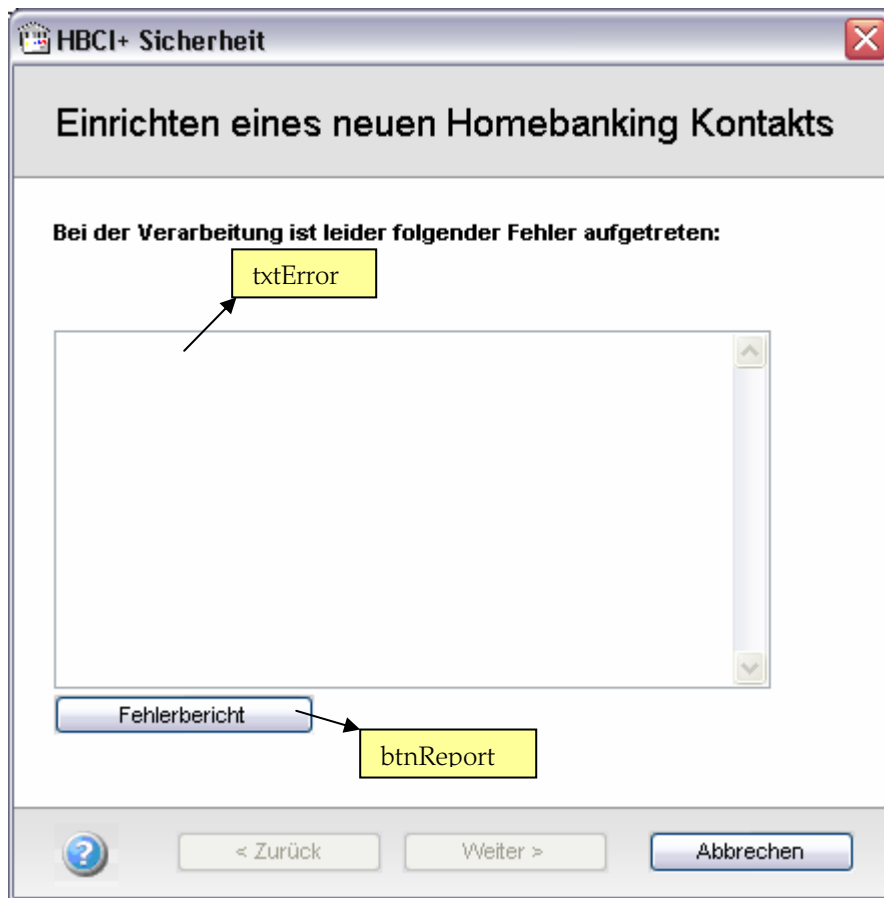 HBCI+ Sicherheit
Einrichten eines neuen Homebanking Kontakts
Bei der Verarbeitung ist leider folgender Fehler aufgetreten:
txtError
Fehlerbericht
btnReport
< Zurück
Weiter >
Abbrechen